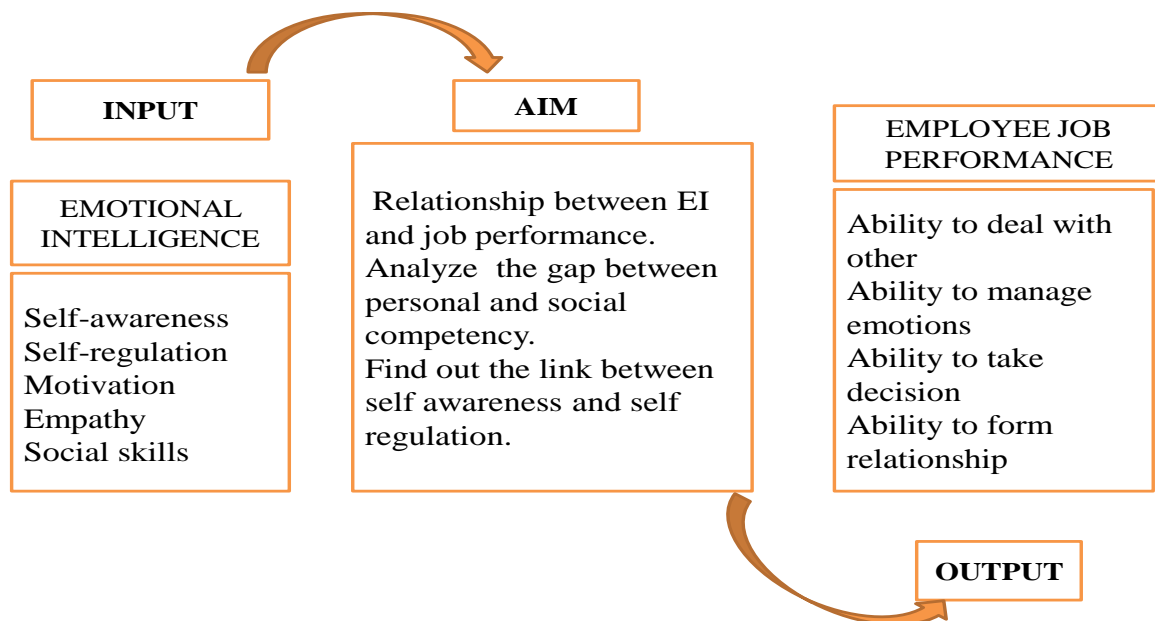 INPUT
EMOTIONAL
INTELLIGENCE
Self-awareness
Self-regulation
Motivation
Empathy
Social skills
AIM
Relationship between EI
and job performance.
Analyze the gap between
personal and social
competency.
Find out the link between
self awareness and self
regulation.
EMPLOYEE JOB
PERFORMANCE
Ability to deal with
other
Ability to manage
emotions
Ability to take
decision
Ability to form
relationship
OUTPUT